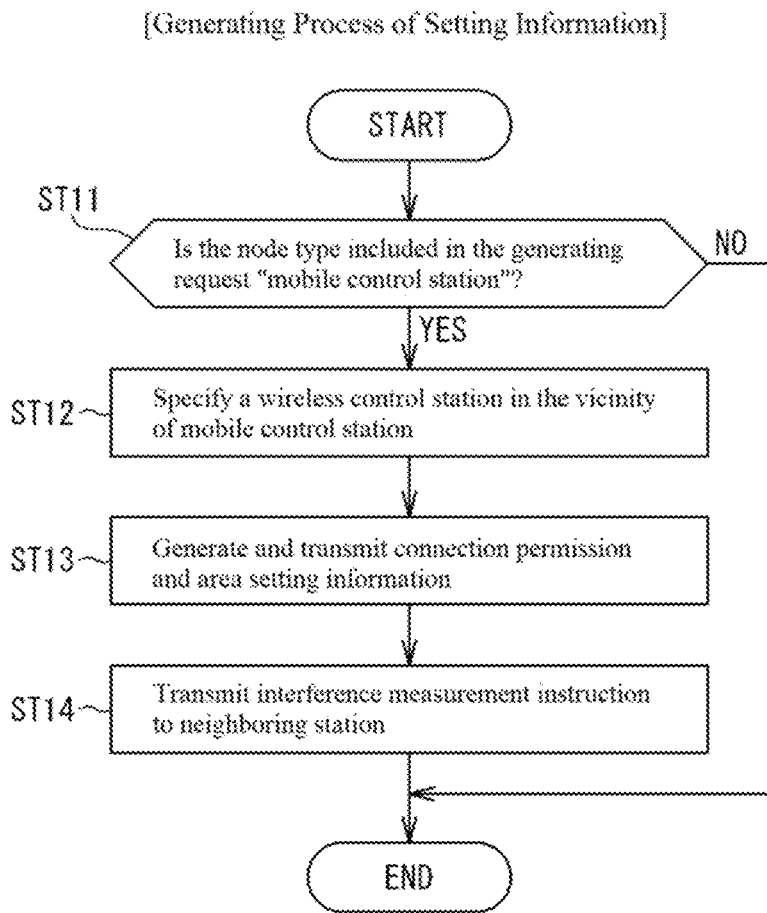 [Generating Process of Setting Information]
START
ST11
Is the node type included in the generating
request "mobile control station"?
NO
YES
ST12
Specify a wireless control station in the vicinity
of mobile control station
ST13
Generate and transmit connection permission
and area setting information
ST14
Transmit interference measurement instruction
to neighboring station
END